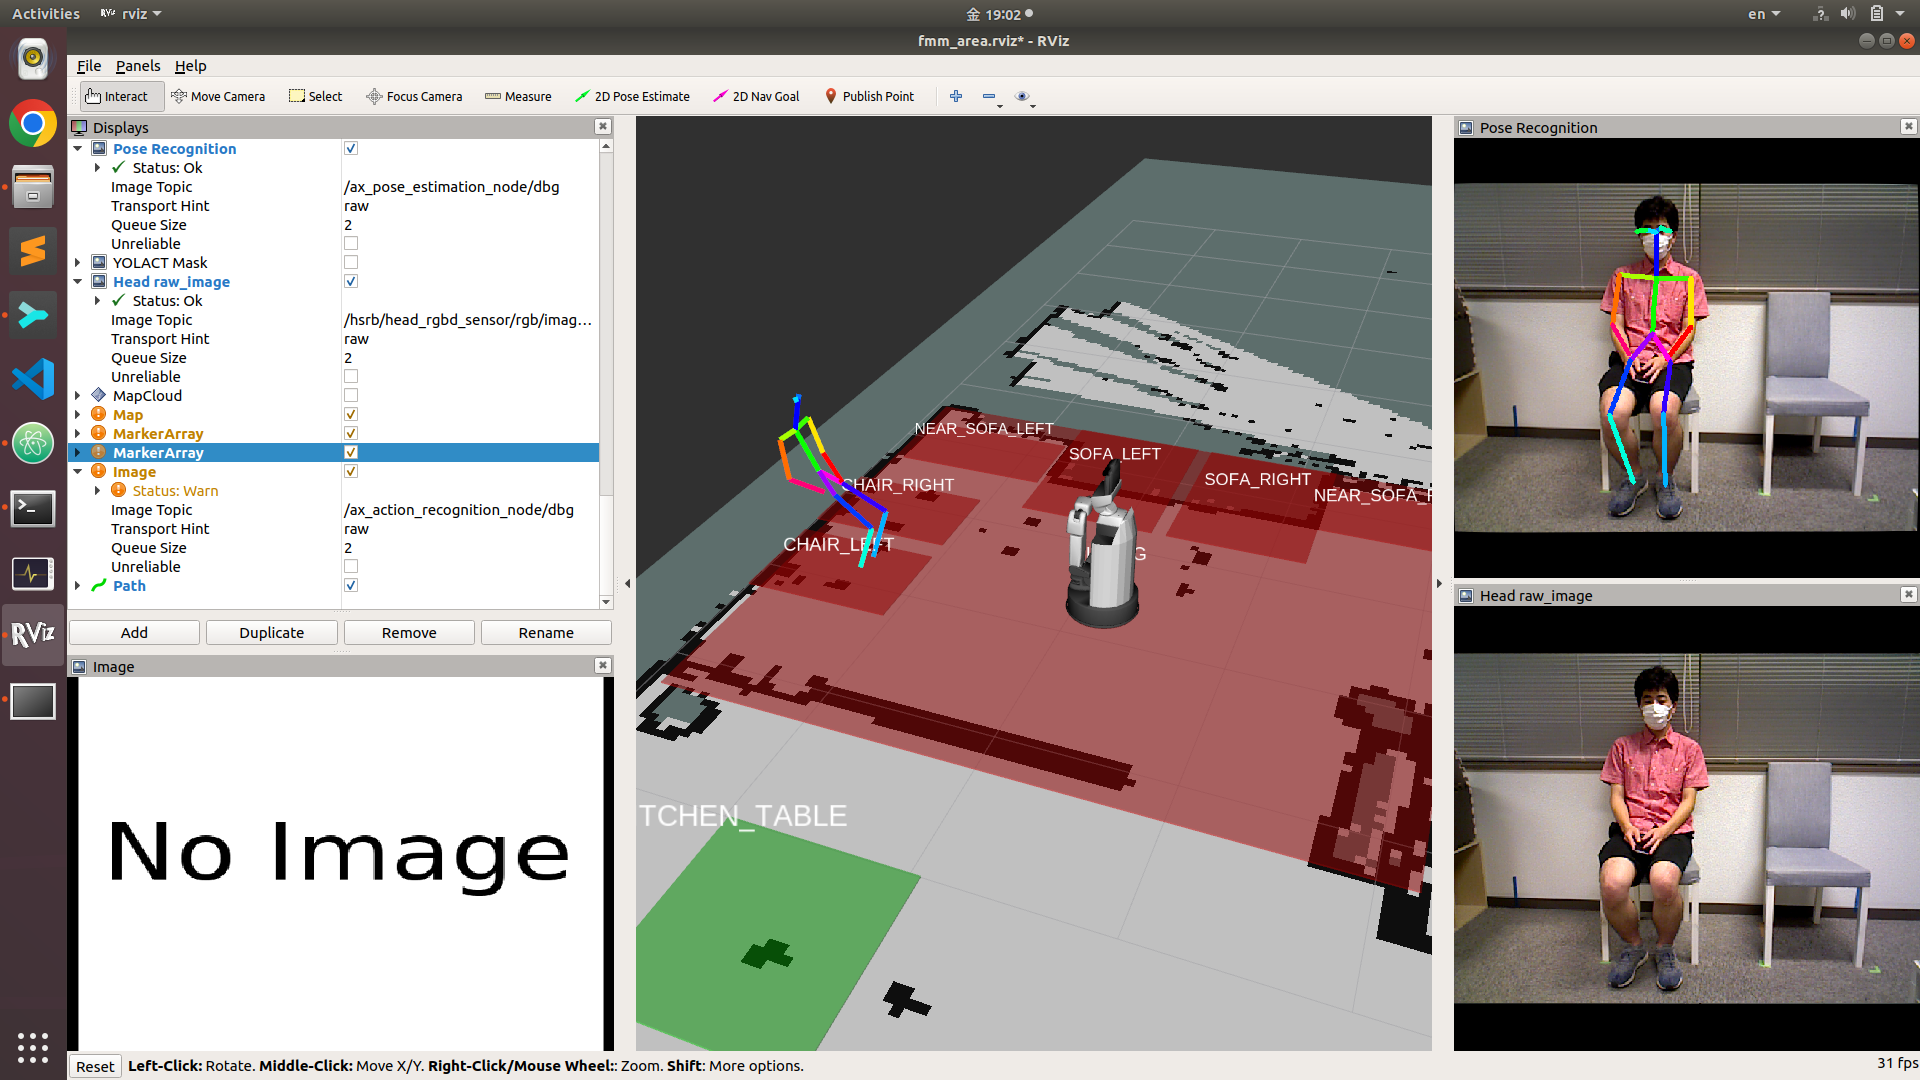 Activities
rviz
金 19:02
en
fmm_area.rviz* - RViz
File Panels Help
Interact Move Camera Select Focus Camera Measure 2D Pose Estimate 2D Nav Goal Publish Point
Displays
Pose Recognition
Status: Ok
Image Topic /ax_pose_estimation_node/dbg
Transport Hint raw
Queue Size 2
Unreliable
YOLACT Mask
Head raw_image
Status: Ok
Image Topic /hsrb/head_rgbd_sensor/rgb/imag...
Transport Hint raw
Queue Size 2
Unreliable
MapCloud
Map
MarkerArray
MarkerArray
Image
Status: Warn
Image Topic /ax_action_recognition_node/dbg
Transport Hint raw
Queue Size 2
Unreliable
Path
Add Duplicate Remove Rename
Image
No Image
NEAR_SOFA_LEFT
SOFA_LEFT
SOFA_RIGHT
CHAIR_RIGHT
CHAIR_LEFT
G
TCHEN_TABLE
Pose Recognition
Head raw_image
RViz
Reset Left-Click: Rotate. Middle-Click: Move X/Y. Right-Click/Mouse Wheel:: Zoom. Shift: More options.
31 fps